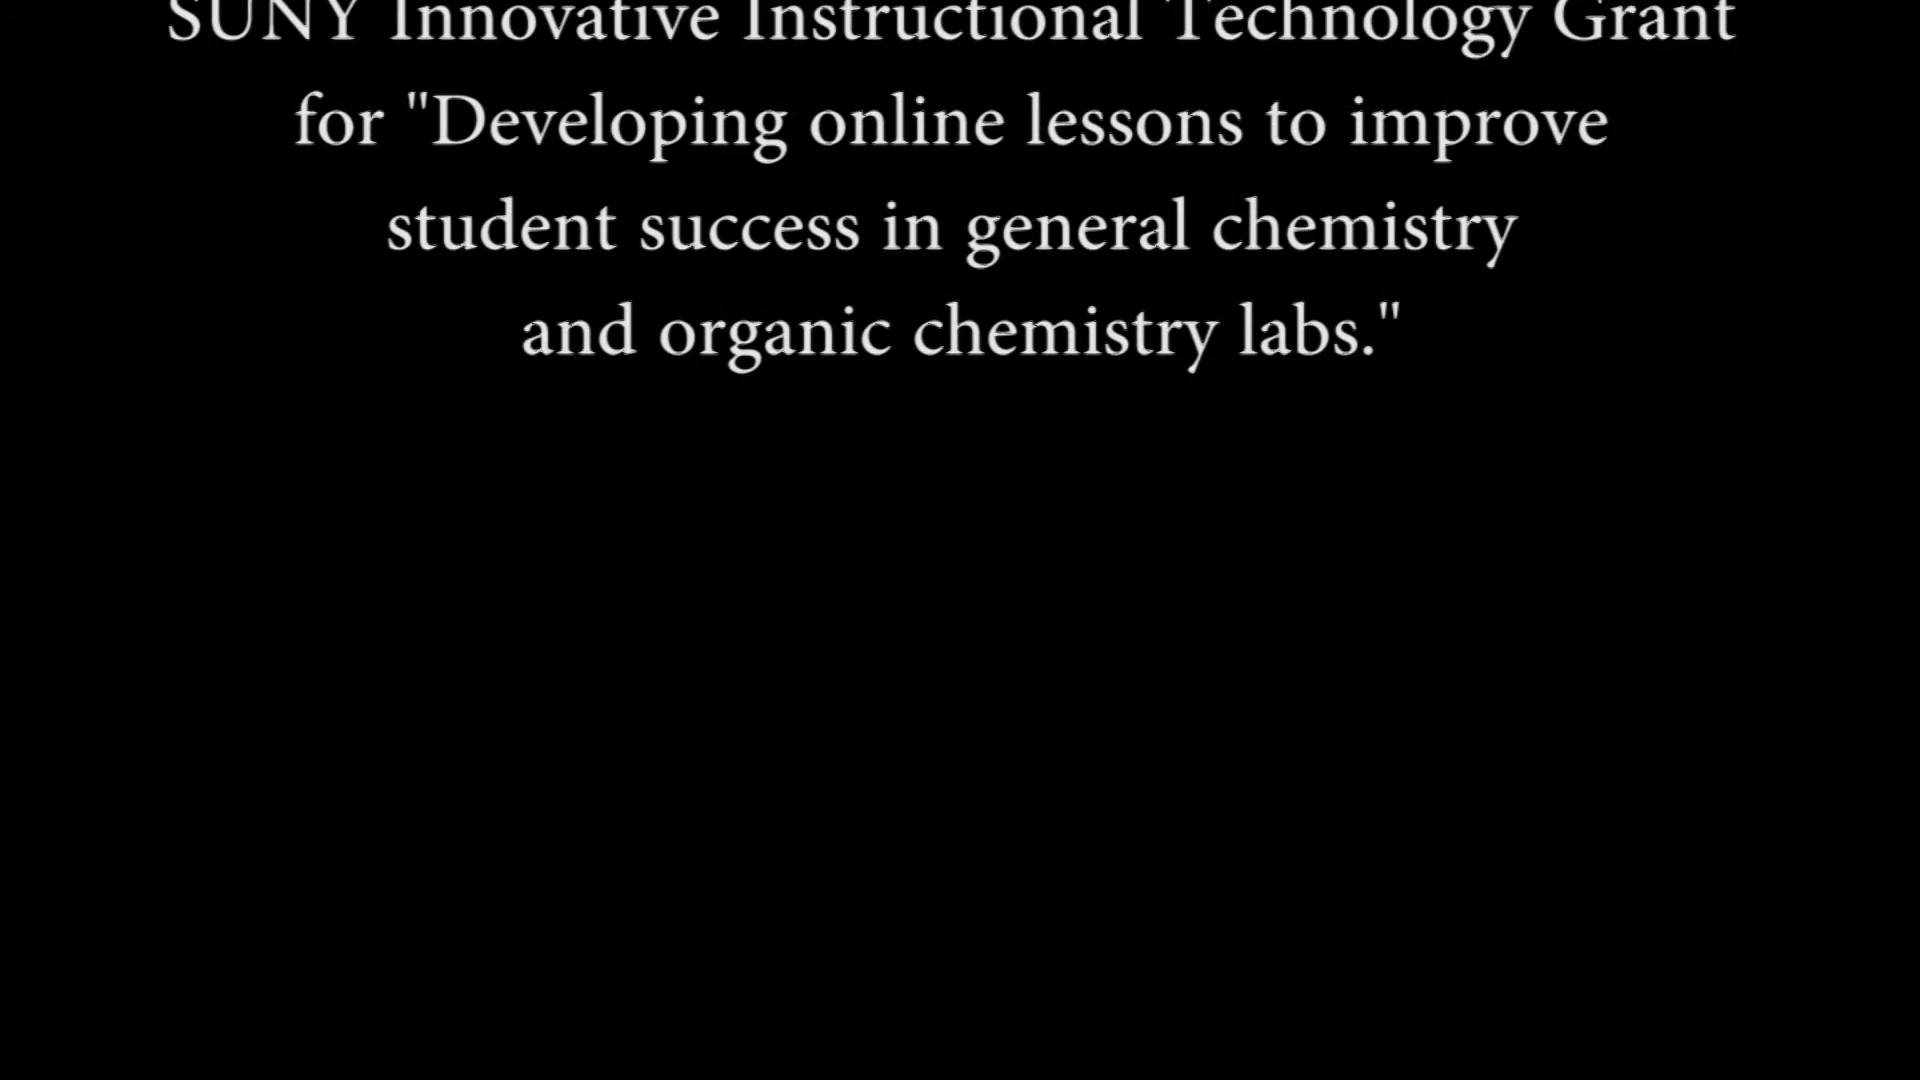 SUNY Innovative Instructional Technology Grant
for "Developing online lessons to improve
student success in general chemistry
and organic chemistry labs."